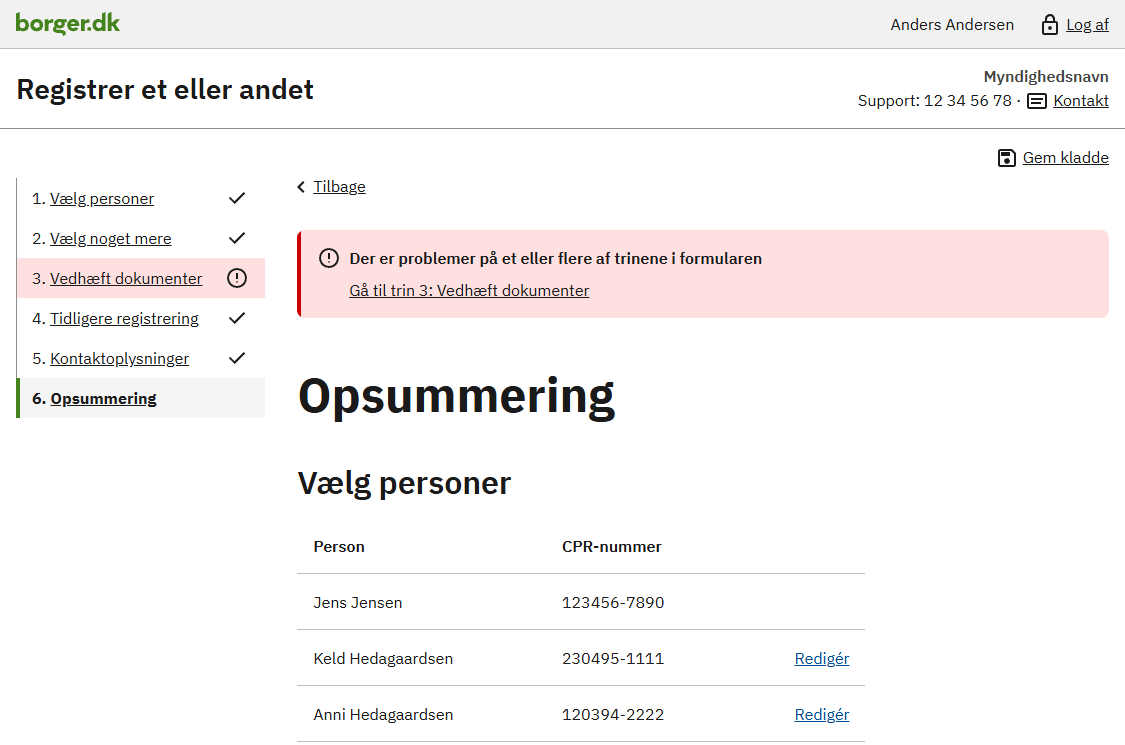 borger.dk
Anders Andersen
Log af
Registrer et eller andet
Myndighedsnavn
Support: 12 34 56 78 · Kontakt
Gem kladde
1. Vælg personer
2. Vælg noget mere
3. Vedhæft dokumenter
4. Tidligere registrering
5. Kontaktoplysninger
6. Opsummering
Tilbage
Der er problemer på et eller flere af trinene i formularen
Gå til trin 3: Vedhæft dokumenter
Opsummering
Vælg personer
Person CPR-nummer
Jens Jensen 123456-7890
Keld Hedagaardsen 230495-1111 Redigér
Anni Hedagaardsen 120394-2222 Redigér